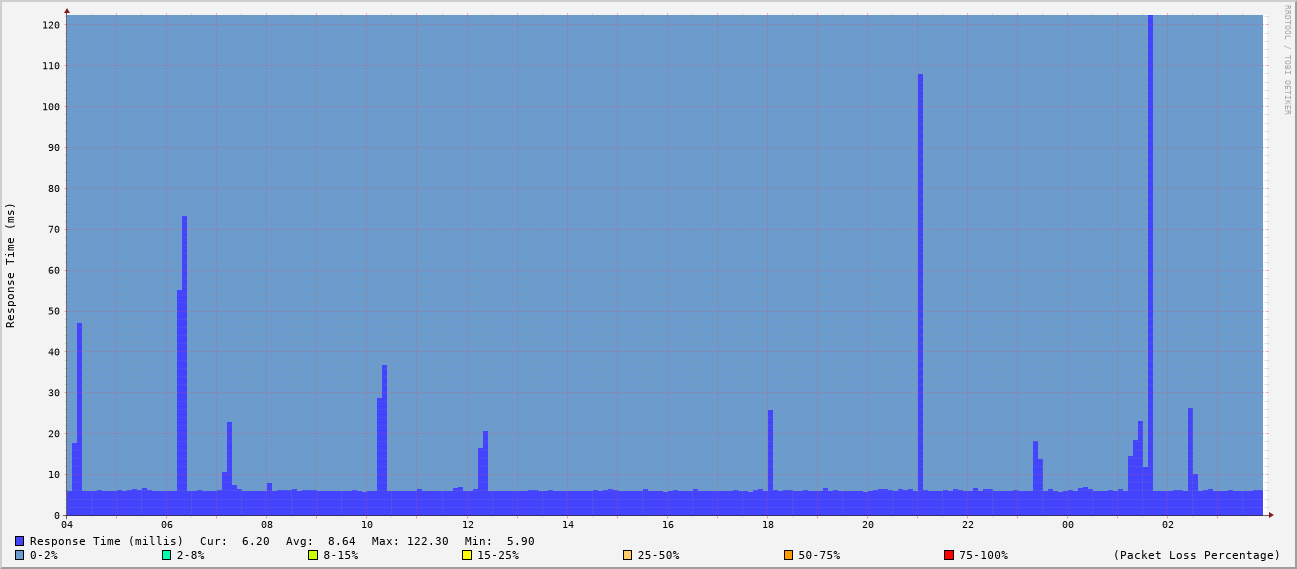 RRDTOOL / TOBI OETIKER
Response Time (ms)
120
110
100
90
80
70
60
50
40
30
20
10
0
04 06 08 10 12 14 16 18 20 22 00 02
Response Time (millis) Cur: 6.20 Avg: 8.64 Max: 122.30 Min: 5.90
0-2% 2-8% 8-15% 15-25% 25-50% 50-75% 75-100% (Packet Loss Percentage)